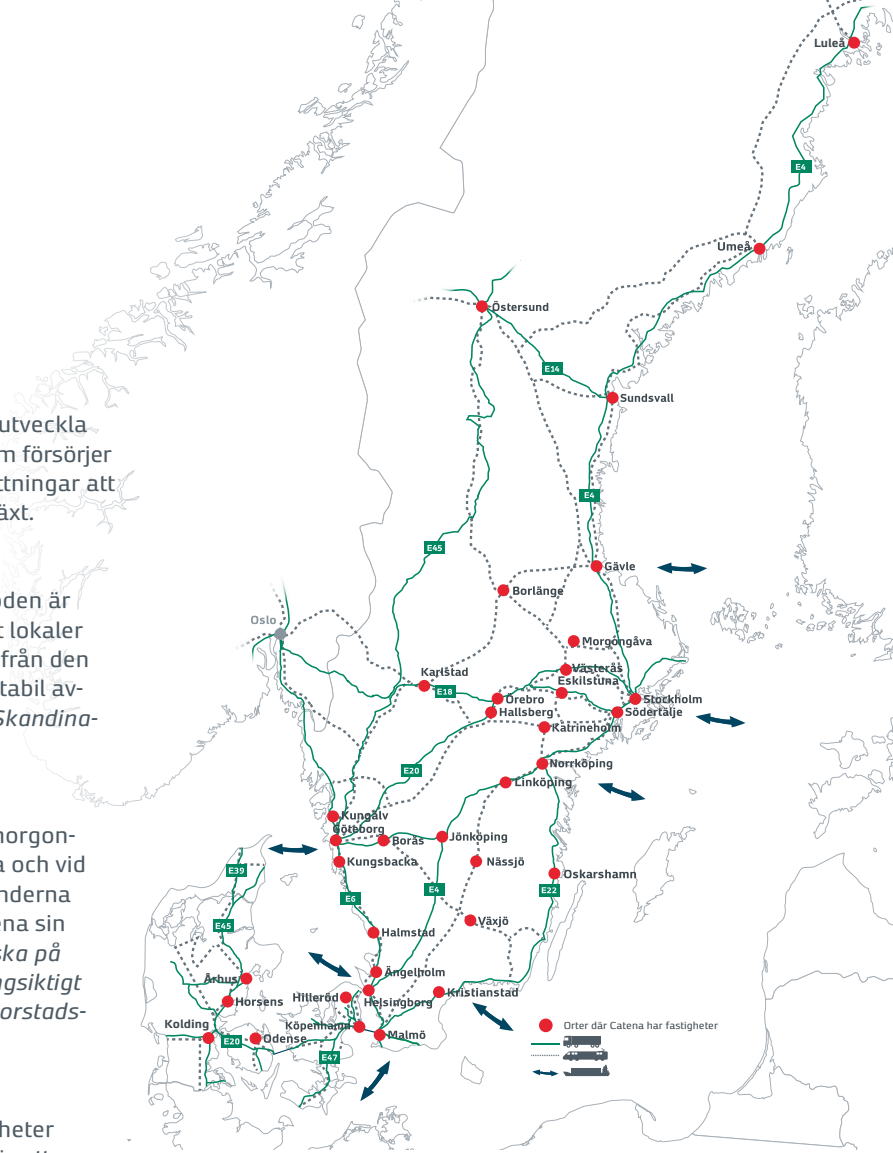 utveckla
m försörjer
ttningar att
äxt.
oden är
t lokaler
från den
tabil av-
Skandina-
norgon-
a och vid
nderna
ena sin
ska på
ngsiktigt
torstads-
heter
Luleå
E4
Umeå
Östersund
E14
Sundsvall
E4
E45
Gävle
Borlänge
Oslo
Morgongåva
Västerås
Karlstad
Eskilstuna
E18
Örebro
Stockholm
Hallsberg
Södertälje
Katrineholm
Norrköping
E20
Linköping
Kungälv
Göteborg
Borås
Jönköping
Kungsbacka
Nässjö
E39
Oskarshamn
E4
E22
E6
E45
Växjö
Halmstad
Ängelholm
Århus
Kristianstad
Hilleröd
Horsens
Helsingborg
Kolding
Köpenhamn
Malmö
E20
Odense
E47
Orter där Catena har fastigheter